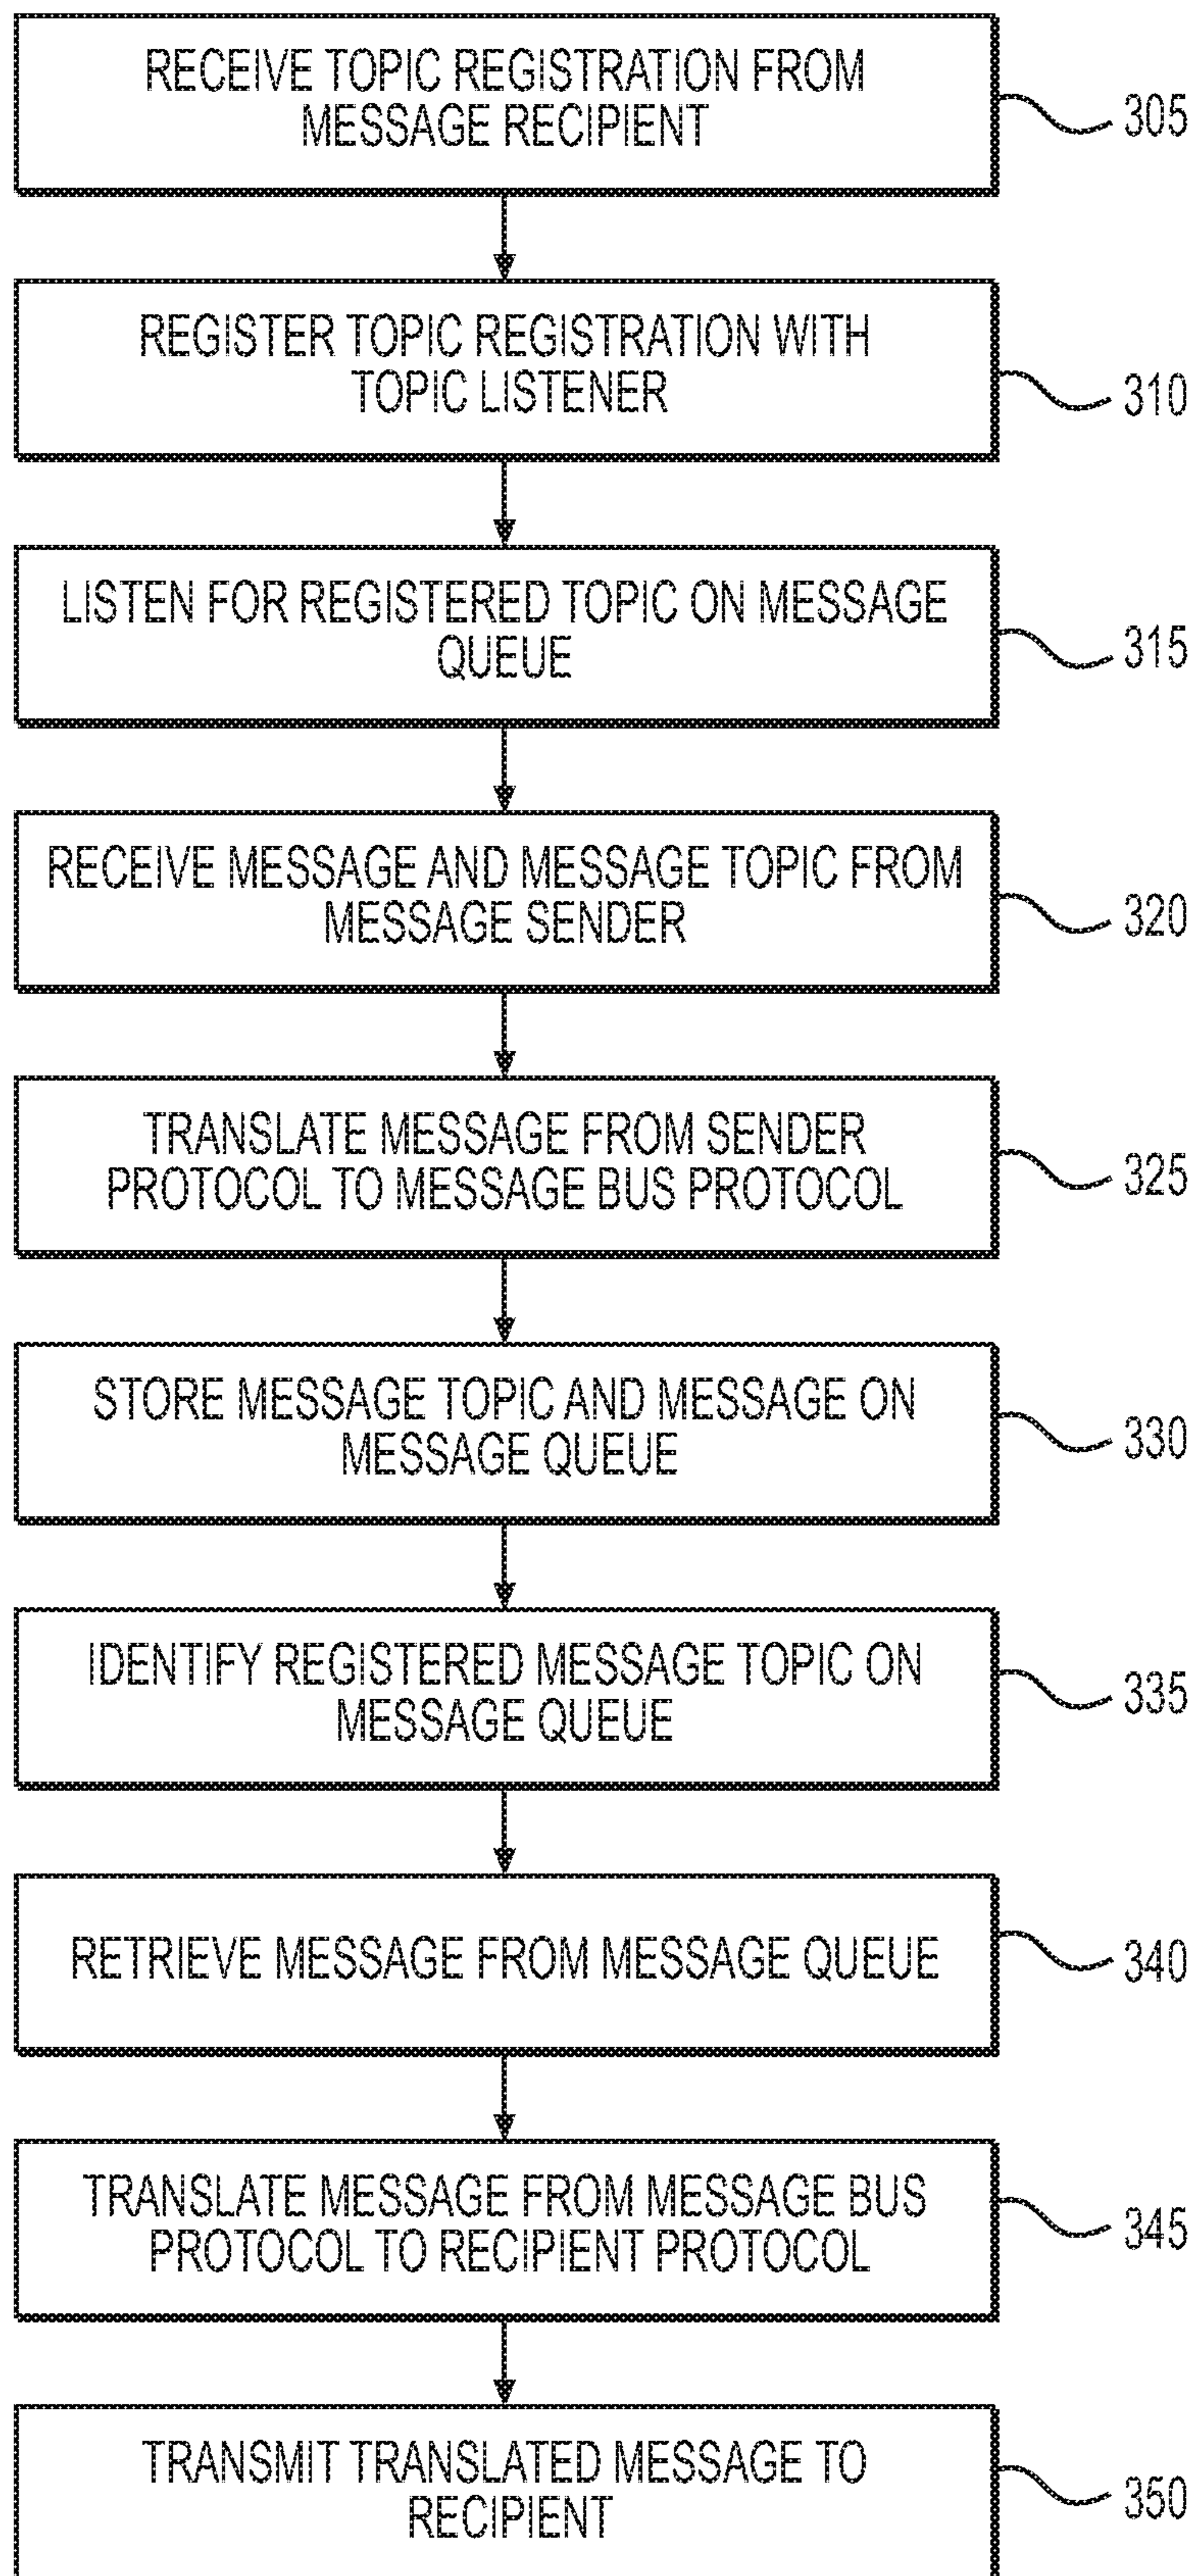 RECEIVE TOPIC REGISTRATION FROM
MESSAGE RECIPIENT
305
REGISTER TOPIC REGISTRATION WITH
TOPIC LISTENER
310
LISTEN FOR REGISTERED TOPIC ON MESSAGE
QUEUE
315
RECEIVE MESSAGE AND MESSAGE TOPIC FROM
MESSAGE SENDER
320
TRANSLATE MESSAGE FROM SENDER
PROTOCOL TO MESSAGE BUS PROTOCOL
325
STORE MESSAGE TOPIC AND MESSAGE ON
MESSAGE QUEUE
330
IDENTIFY REGISTERED MESSAGE TOPIC ON
MESSAGE QUEUE
335
RETRIEVE MESSAGE FROM MESSAGE QUEUE
340
TRANSLATE MESSAGE FROM MESSAGE BUS
PROTOCOL TO RECIPIENT PROTOCOL
345
TRANSMIT TRANSLATED MESSAGE TO
RECIPIENT
350